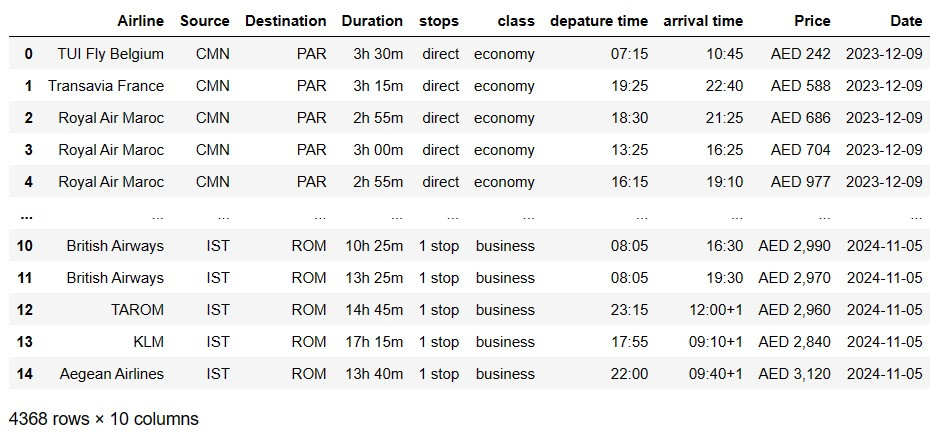 Airline Source Destination Duration stops class depature time arrival time Price Date
0 TUI Fly Belgium CMN PAR 3h 30m direct economy 07:15 10:45 AED 242 2023-12-09
1 Transavia France CMN PAR 3h 15m direct economy 19:25 22:40 AED 588 2023-12-09
2 Royal Air Maroc CMN PAR 2h 55m direct economy 18:30 21:25 AED 686 2023-12-09
3 Royal Air Maroc CMN PAR 3h 00m direct economy 13:25 16:25 AED 704 2023-12-09
4 Royal Air Maroc CMN PAR 2h 55m direct economy 16:15 19:10 AED 977 2023-12-09
... ... ... ... ... ... ... ... ... ... ...
10 British Airways IST ROM 10h 25m 1 stop business 08:05 16:30 AED 2,990 2024-11-05
11 British Airways IST ROM 13h 25m 1 stop business 08:05 19:30 AED 2,970 2024-11-05
12 TAROM IST ROM 14h 45m 1 stop business 23:15 12:00+1 AED 2,960 2024-11-05
13 KLM IST ROM 17h 15m 1 stop business 17:55 09:10+1 AED 2,840 2024-11-05
14 Aegean Airlines IST ROM 13h 40m 1 stop business 22:00 09:40+1 AED 3,120 2024-11-05
4368 rows × 10 columns